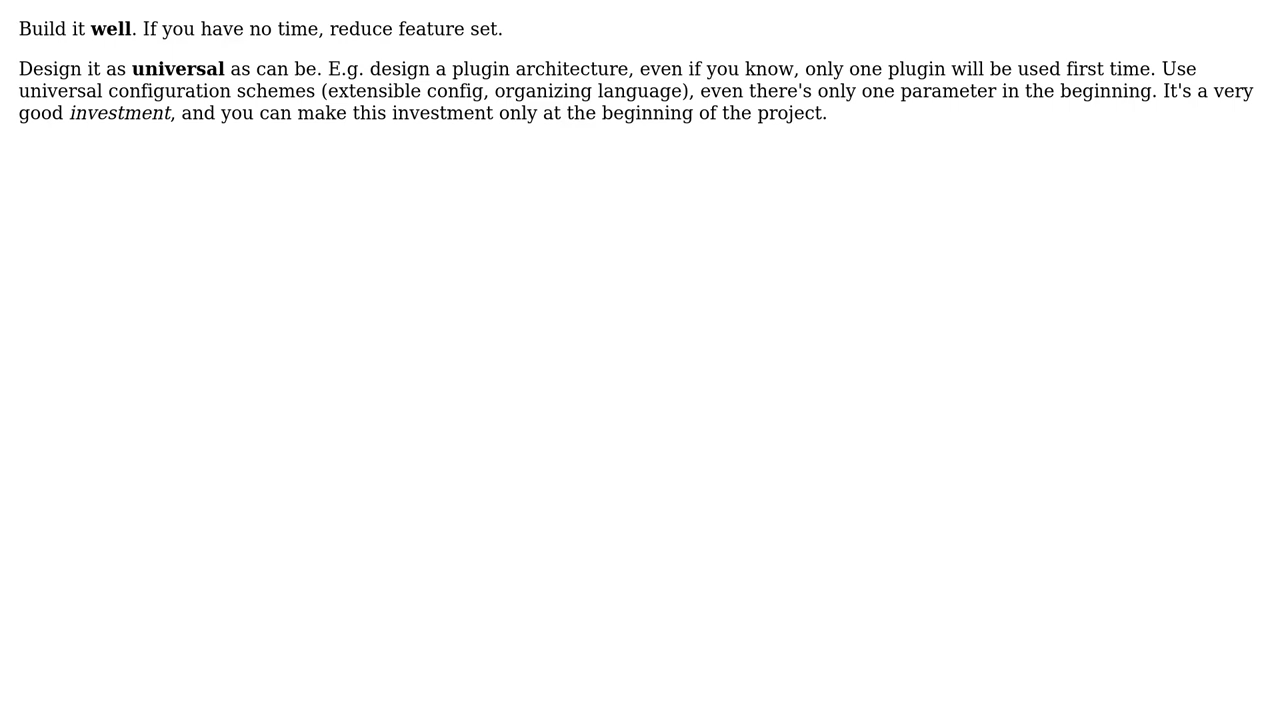 Build it well. If you have no time, reduce feature set.
Design it as universal as can be. E.g. design a plugin architecture, even if you know, only one plugin will be used first time. Use
universal configuration schemes (extensible config, organizing language), even there's only one parameter in the beginning. It's a very
good investment, and you can make this investment only at the beginning of the project.